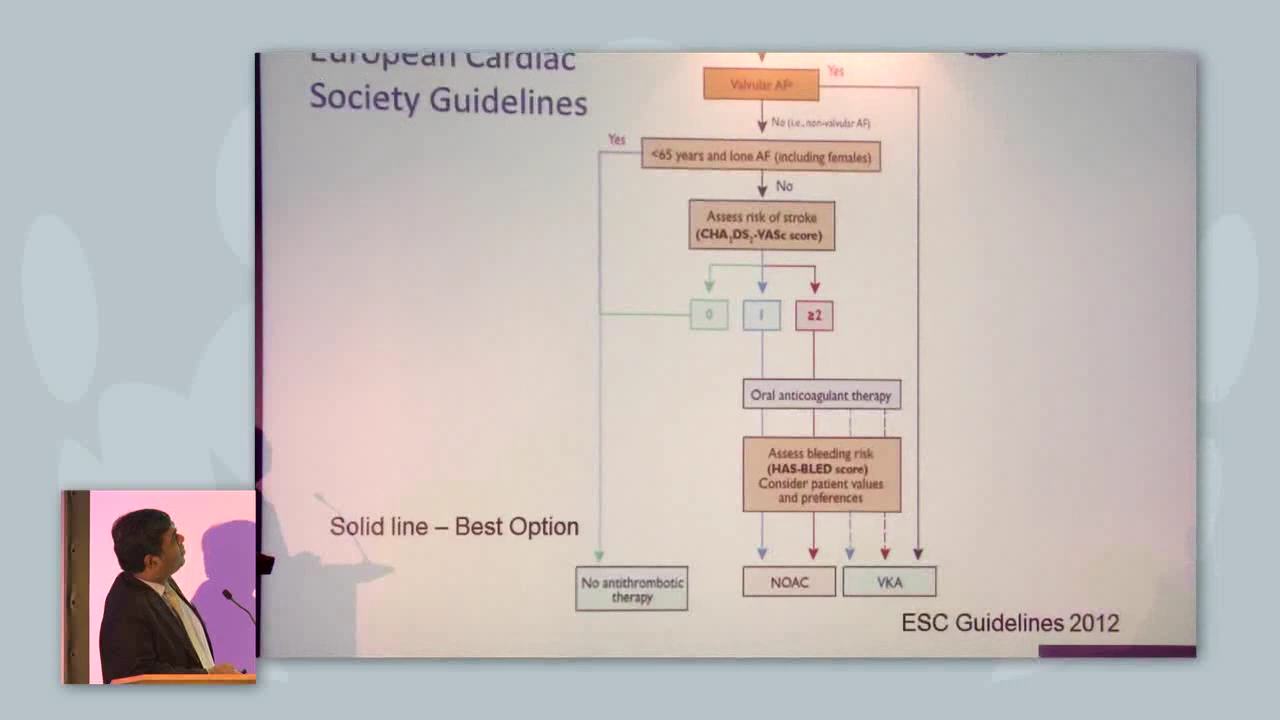 European Cardiac
Society Guidelines
Valvular AF
Yes
No (i.e., non-valvular AF)
Yes
<65 years and lone AF (including females)
No
Assess risk of stroke
(CHA2DS2-VASc score)
0
1
≥2
Oral anticoagulant therapy
Assess bleeding risk
(HAS-BLED score)
Consider patient values
and preferences
Solid line – Best Option
No antithrombotic
therapy
NOAC
VKA
ESC Guidelines 2012